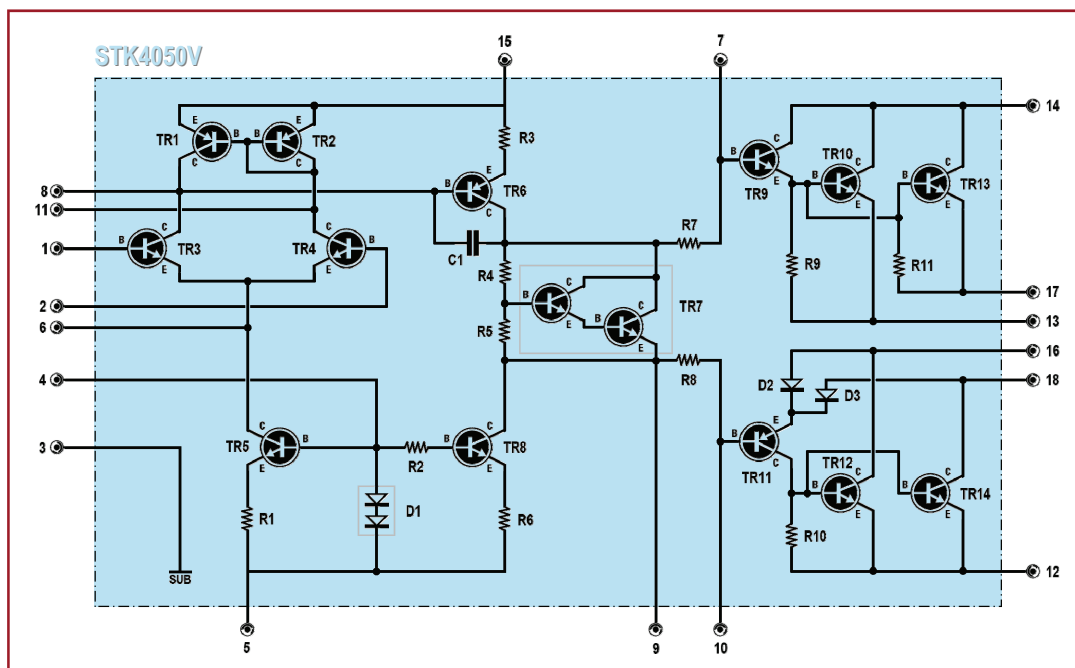 STK4050V
15
7
14
E
E
TR1
B
B
TR2
C
C
R3
B
C
E
TR9
TR10
B
C
E
B
C
E
TR13
8
11
E
B
C
TR6
1
B
C
E
TR3
TR4
C
E
B
C1
R7
R4
R9
R11
2
6
B
C
E
B
C
E
TR7
R5
17
13
4
R8
16
18
D2
D3
3
C
E
TR5
B
R2
B
C
E
TR8
B
E
C
TR11
TR12
B
C
E
B
C
E
TR14
R1
D1
R6
R10
SUB
12
5
9
10